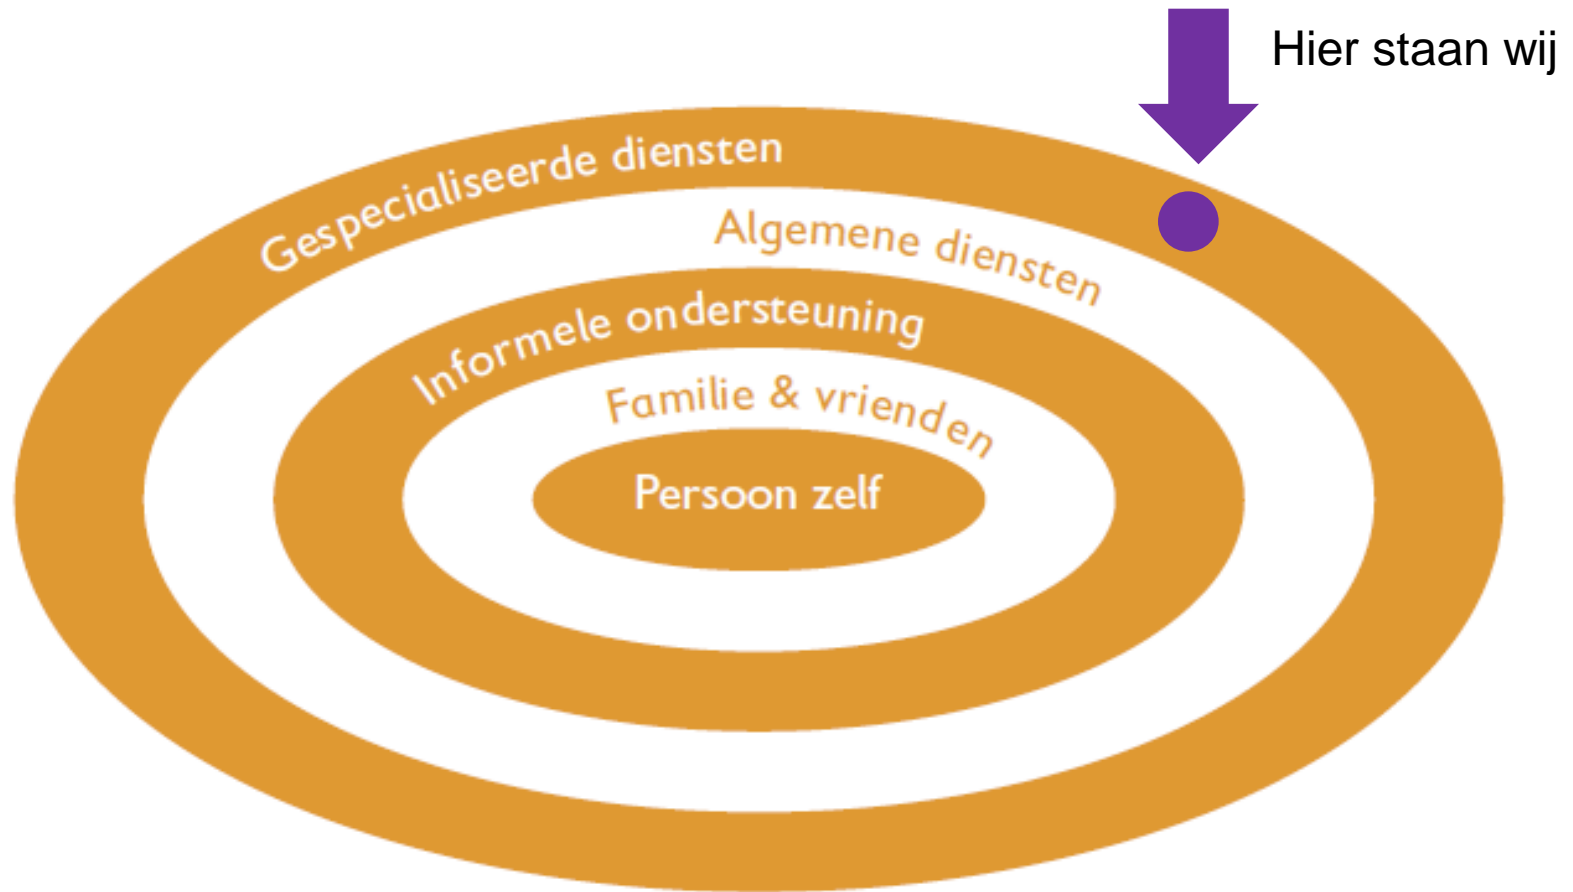 Hier staan wij
Gespecialiseerde diensten
Algemene diensten
Informele ondersteuning
Familie & vrienden
Persoon zelf